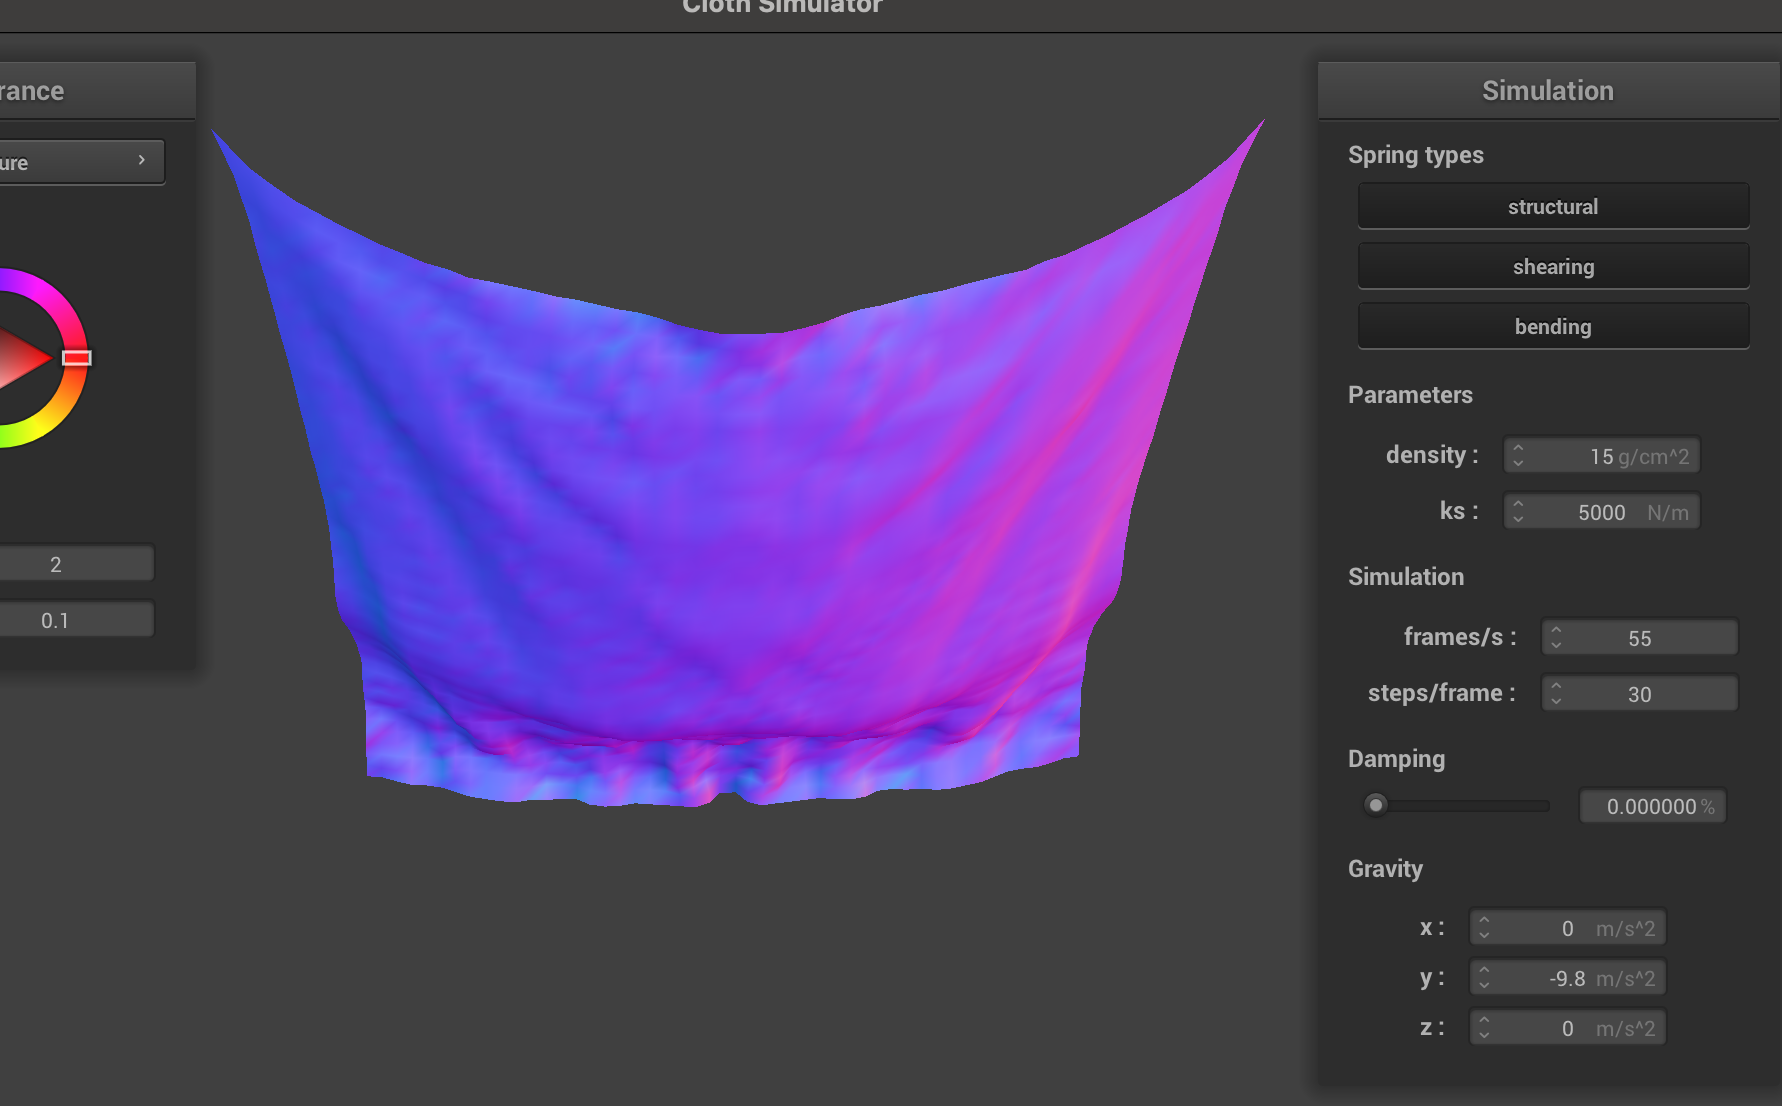 Cloth Simulator
rance
ure
2
0.1
Simulation
Spring types
structural
shearing
bending
Parameters
density : 15 g/cm^2
ks : 5000 N/m
Simulation
frames/s : 55
steps/frame : 30
Damping
0.000000 %
Gravity
x : 0 m/s^2
y : -9.8 m/s^2
z : 0 m/s^2